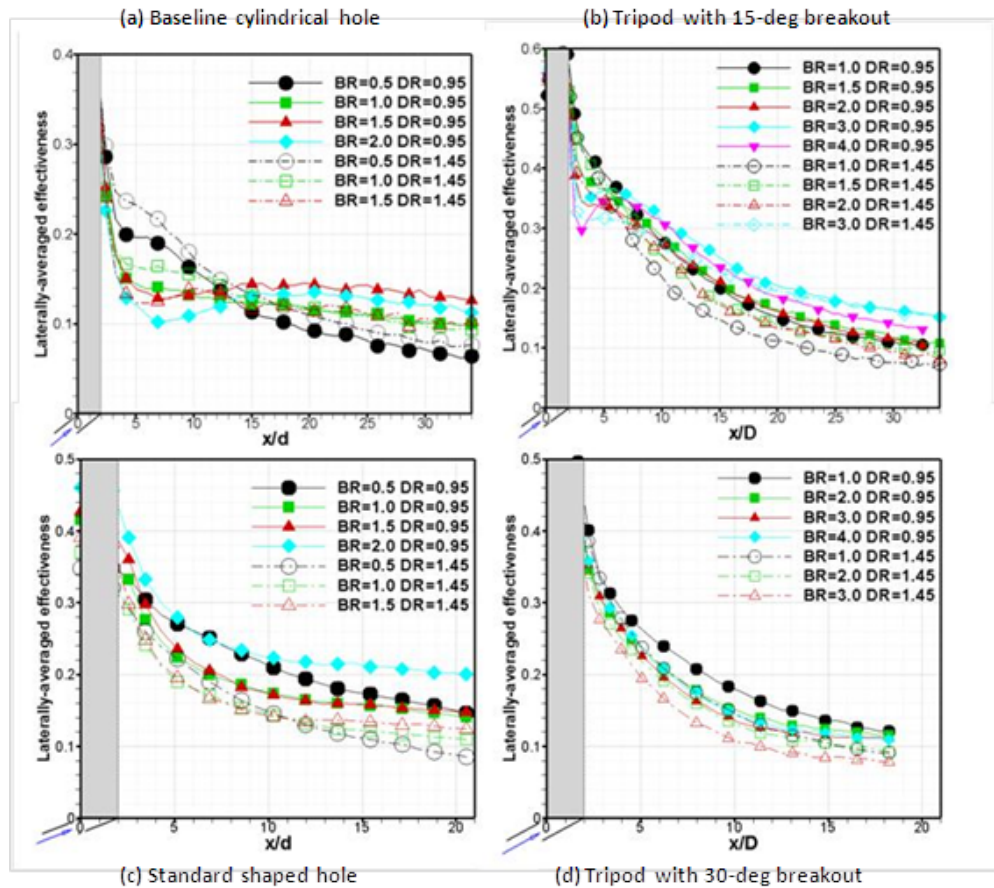 (a) Baseline cylindrical hole
0.4
0.3
0.2
0.1
0
Laterally-averaged effectiveness
BR=0.5 DR=0.95
BR=1.0 DR=0.95
BR=1.5 DR=0.95
BR=2.0 DR=0.95
BR=0.5 DR=1.45
BR=1.0 DR=1.45
BR=1.5 DR=1.45
0 5 10 15 20 25 30
x/d
(b) Tripod with 15-deg breakout
0.6
0.5
0.4
0.3
0.2
0.1
0
Laterally-averaged effectiveness
BR=1.0 DR=0.95
BR=1.5 DR=0.95
BR=2.0 DR=0.95
BR=3.0 DR=0.95
BR=4.0 DR=0.95
BR=1.0 DR=1.45
BR=1.5 DR=1.45
BR=2.0 DR=1.45
BR=3.0 DR=1.45
0 5 10 15 20 25 30
x/D
0.5
0.4
0.3
0.2
0.1
0
Laterally-averaged effectiveness
BR=0.5 DR=0.95
BR=1.0 DR=0.95
BR=1.5 DR=0.95
BR=2.0 DR=0.95
BR=0.5 DR=1.45
BR=1.0 DR=1.45
BR=1.5 DR=1.45
0 5 10 15 20
x/d
(c) Standard shaped hole
0.5
0.4
0.3
0.2
0.1
0
Laterally-averaged effectiveness
BR=1.0 DR=0.95
BR=2.0 DR=0.95
BR=3.0 DR=0.95
BR=4.0 DR=0.95
BR=1.0 DR=1.45
BR=2.0 DR=1.45
BR=3.0 DR=1.45
0 5 10 15 20
x/D
(d) Tripod with 30-deg breakout